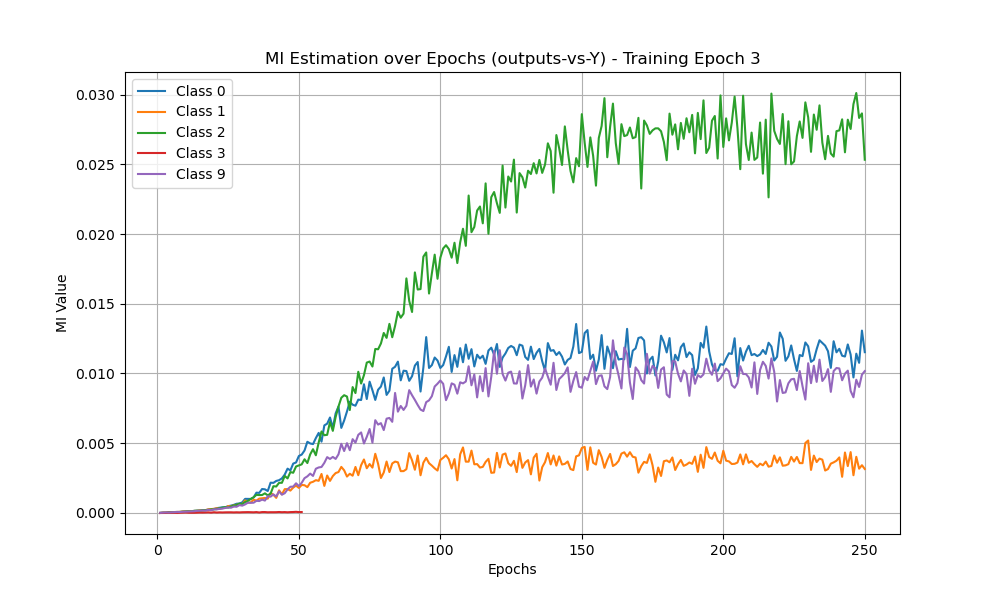 MI Estimation over Epochs (outputs-vs-Y) - Training Epoch 3
Class 0
Class 1
Class 2
Class 3
Class 9
MI Value
0.030
0.025
0.020
0.015
0.010
0.005
0.000
0 50 100 150 200 250
Epochs